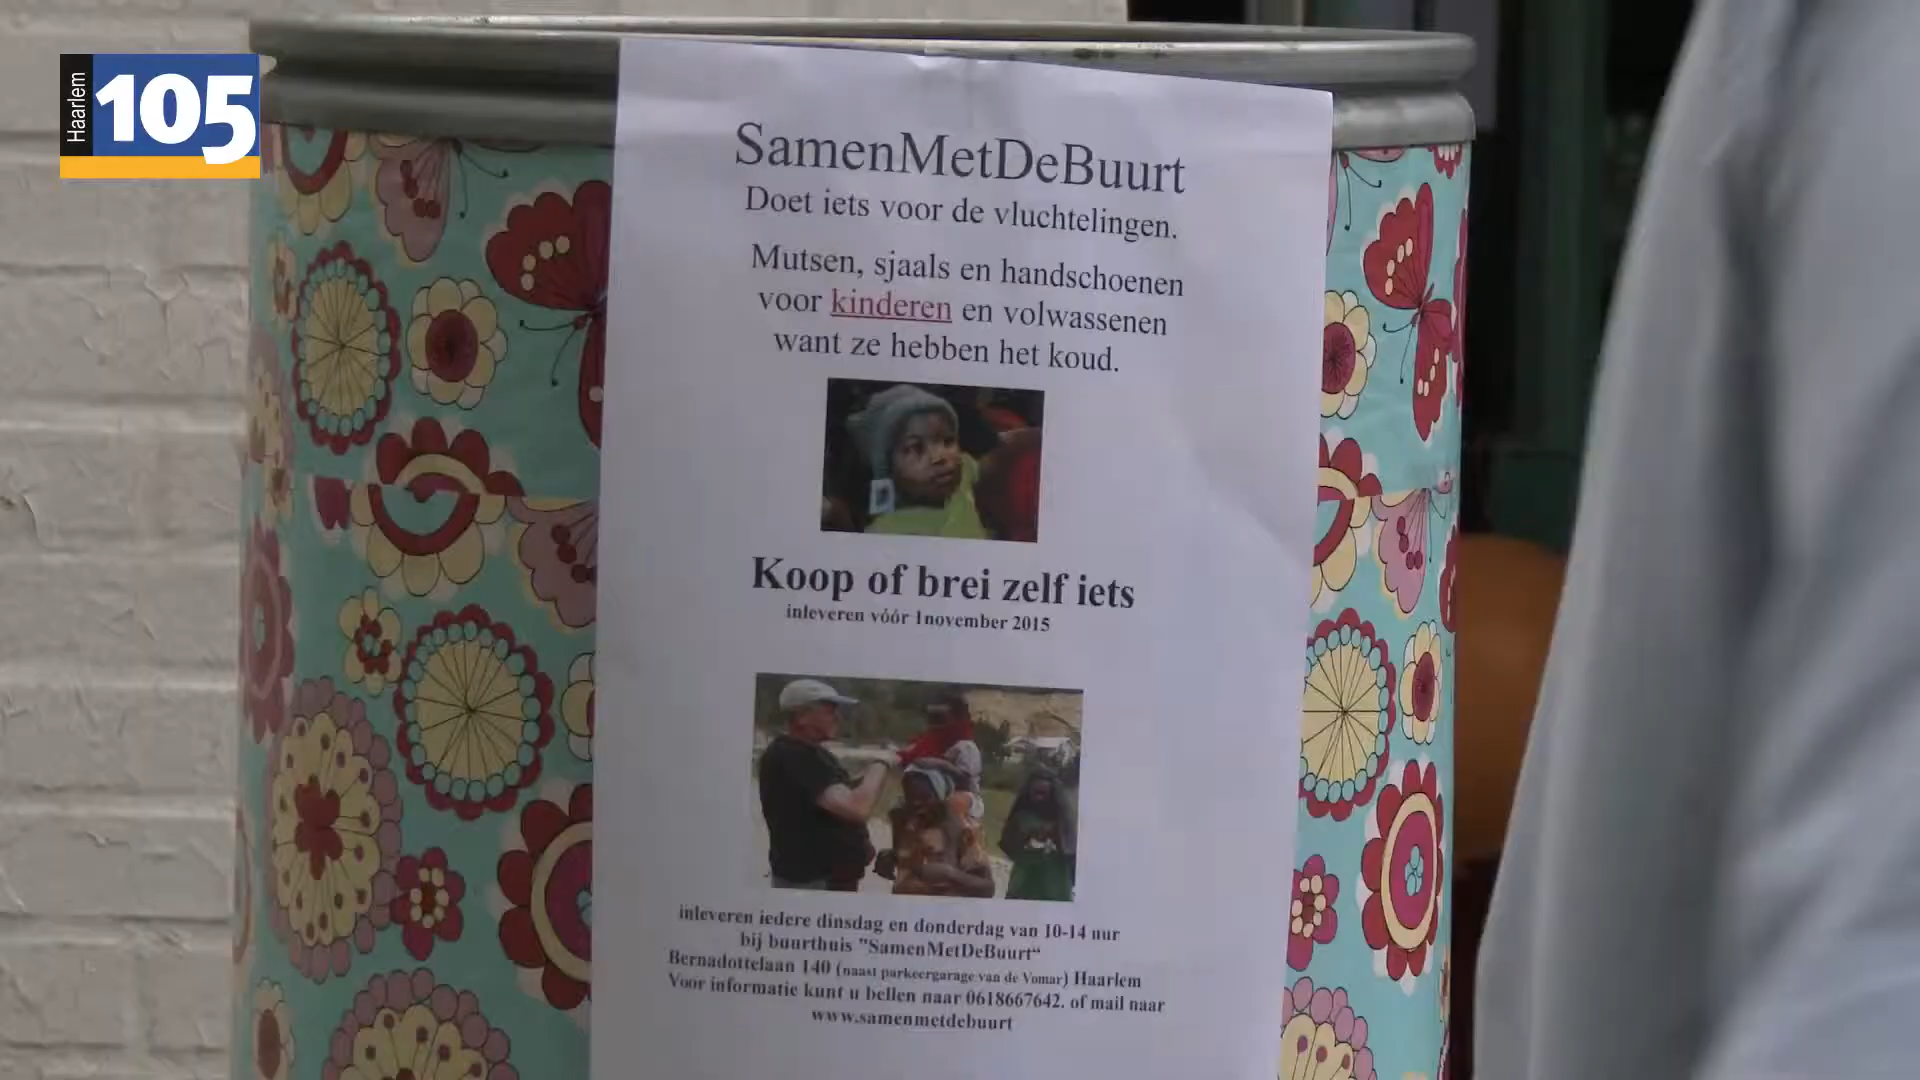 Haarlem
105
SamenMetDeBuurt
Doet iets voor de vluchtelingen.
Mutsen, sjaals en handschoenen
voor kinderen en volwassenen
want ze hebben het koud.
Koop of brei zelf iets
inleveren vóór 1november 2015
inleveren iedere dinsdag en donderdag van 10-14 uur
bij buurthuis "SamenMetDeBuurt“
Bernadottelaan 140 (naast parkeergarage van de Vomar) Haarlem
Voor informatie kunt u bellen naar 0618667642. of mail naar
www.samenmetdebuurt